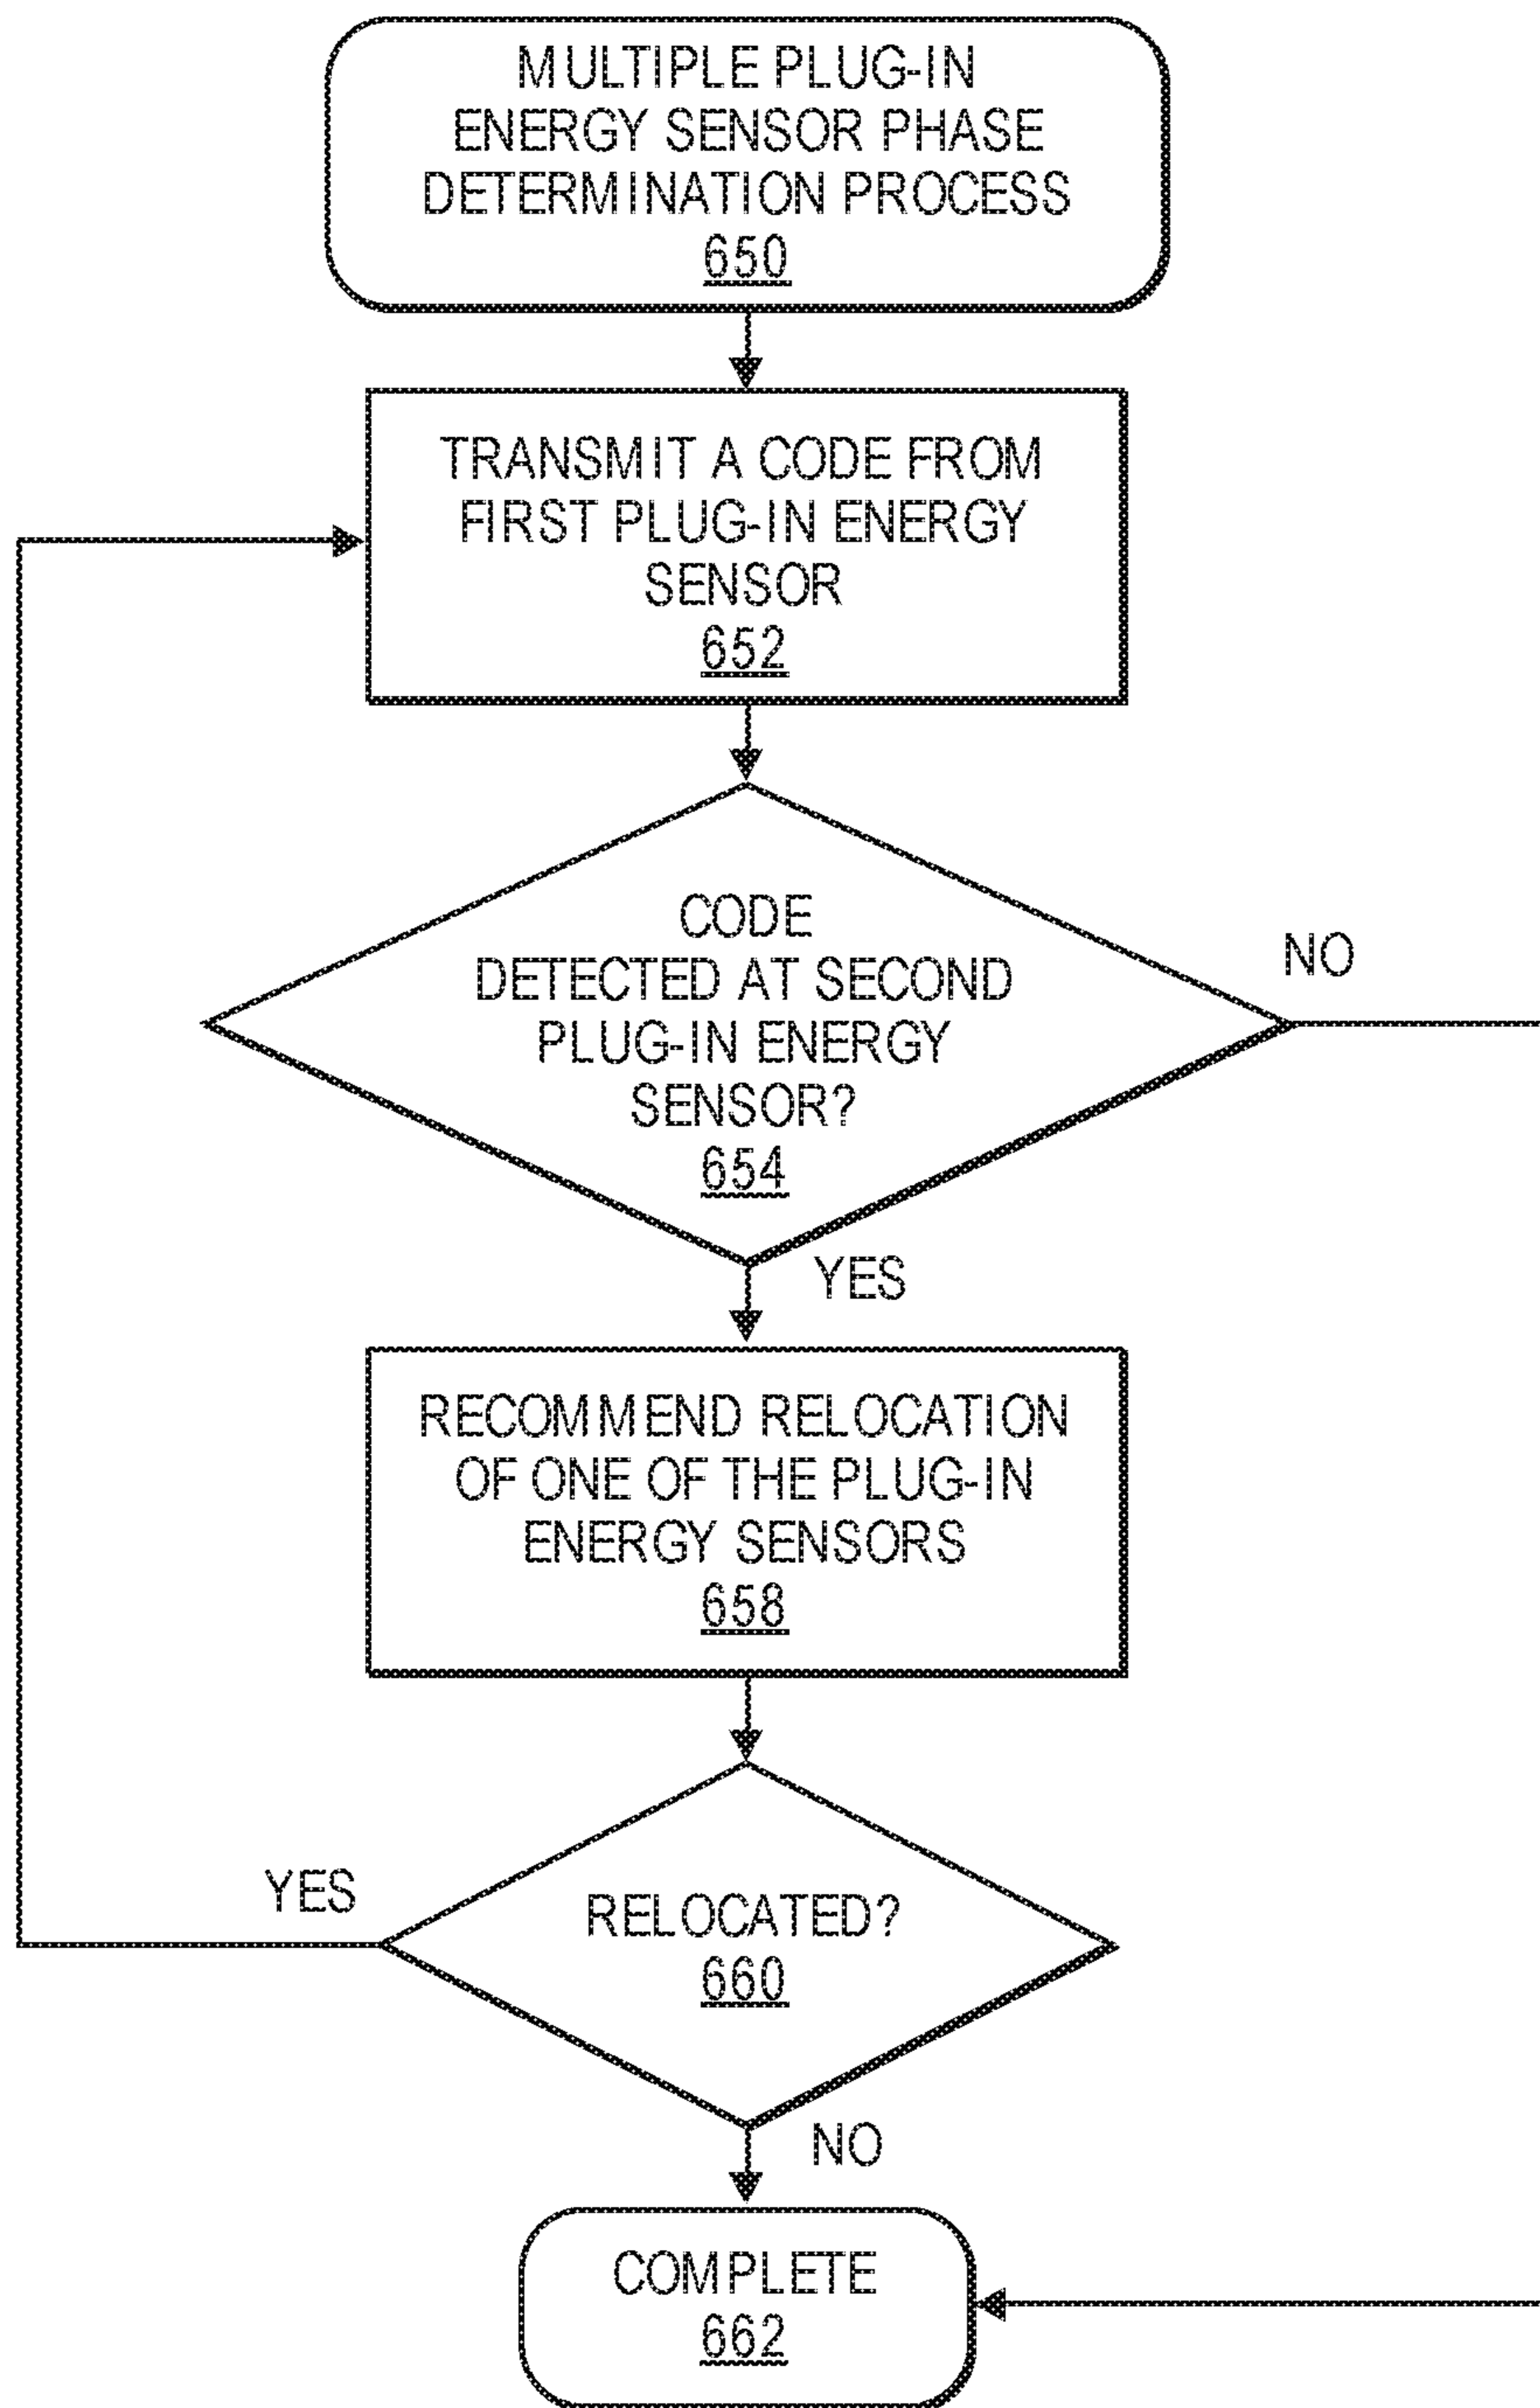 MULTIPLE PLUG-IN
ENERGY SENSOR PHASE
DETERMINATION PROCESS
650
TRANSMIT A CODE FROM
FIRST PLUG-IN ENERGY
SENSOR
652
CODE
DETECTED AT SECOND
PLUG-IN ENERGY
SENSOR?
654
NO
YES
RECOMMEND RELOCATION
OF ONE OF THE PLUG-IN
ENERGY SENSORS
658
YES
RELOCATED?
660
NO
COMPLETE
662